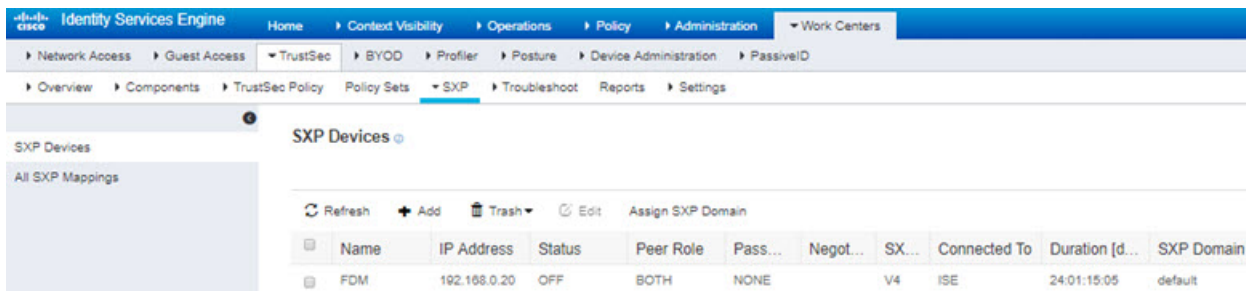 cisco Identity Services Engine Home Context Visibility Operations Policy Administration Work Centers
Network Access Guest Access TrustSec BYOD Profiler Posture Device Administration PassiveID
Overview Components TrustSec Policy Policy Sets SXP Troubleshoot Reports Settings
SXP Devices
SXP Devices
All SXP Mappings
Refresh Add Trash Edit Assign SXP Domain
Name IP Address Status Peer Role Pass... Negot... SX... Connected To Duration [d... SXP Domain
FDM 192.168.0.20 OFF BOTH NONE V4 ISE 24:01:15:05 default